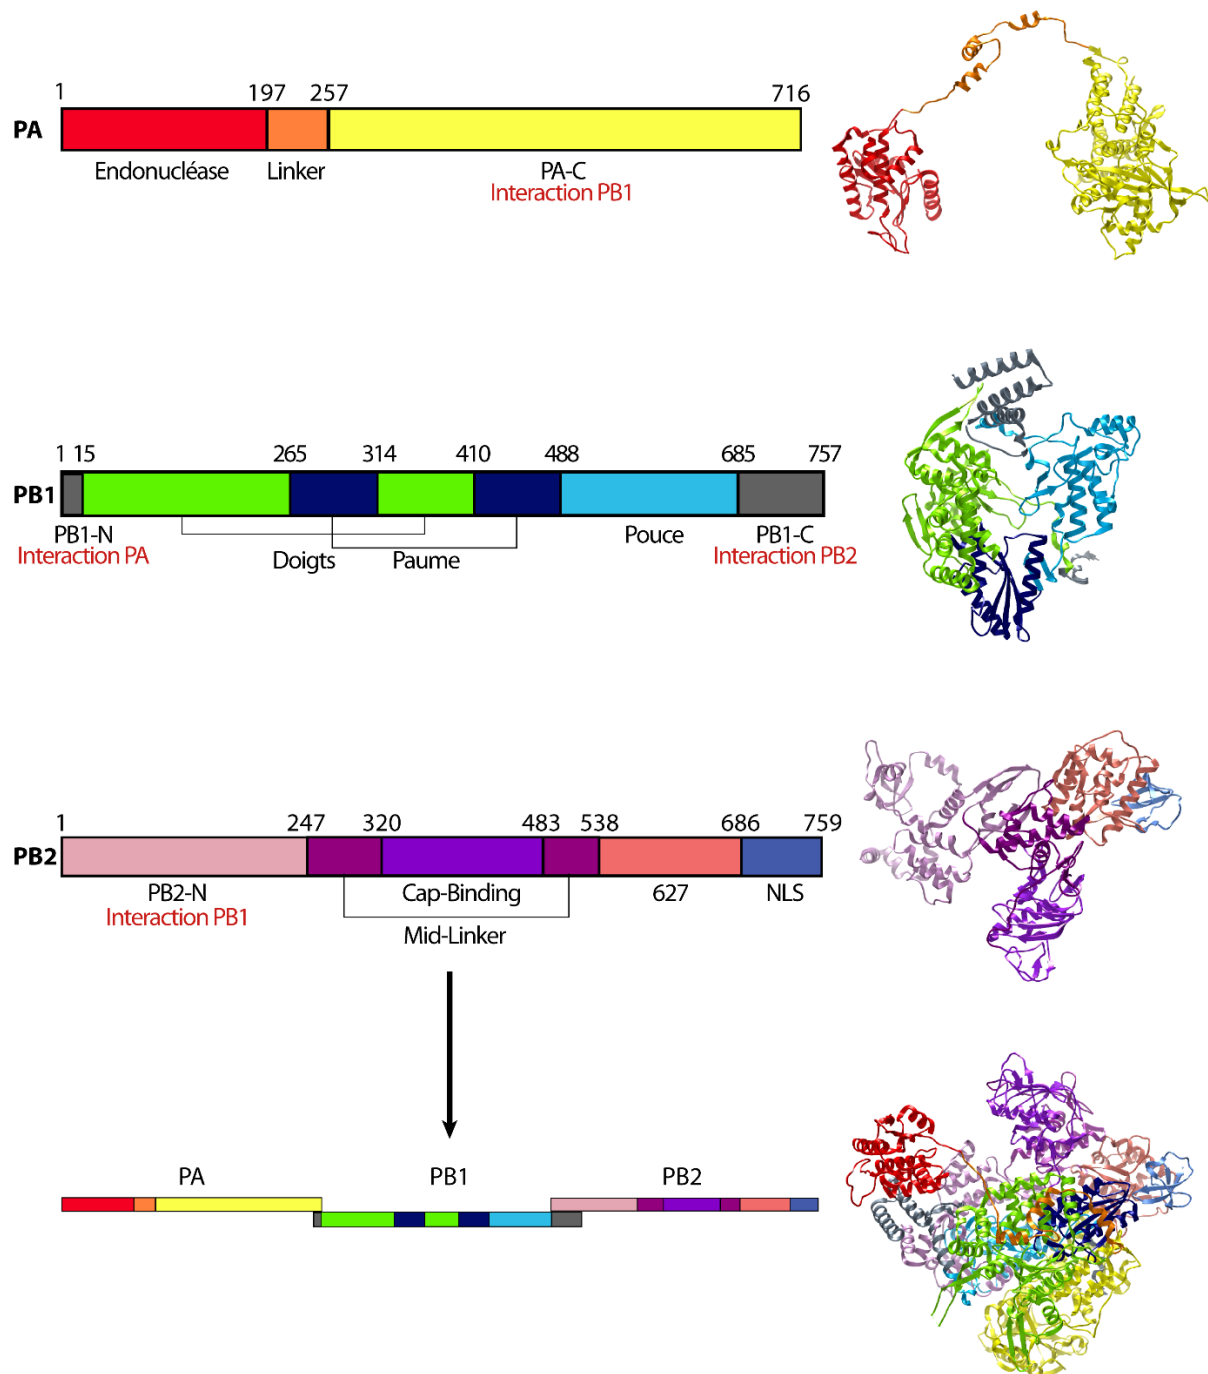 1 197 257 716
PA
Endonucléase Linker PA-C
Interaction PB1
1 15 265 314 410 488 685 757
PB1
PB1-N Doigts Paume Pouce PB1-C
Interaction PA Interaction PB2
1 247 320 483 538 686 759
PB2
PB2-N Cap-Binding 627 NLS
Interaction PB1
Mid-Linker
PA PB1 PB2